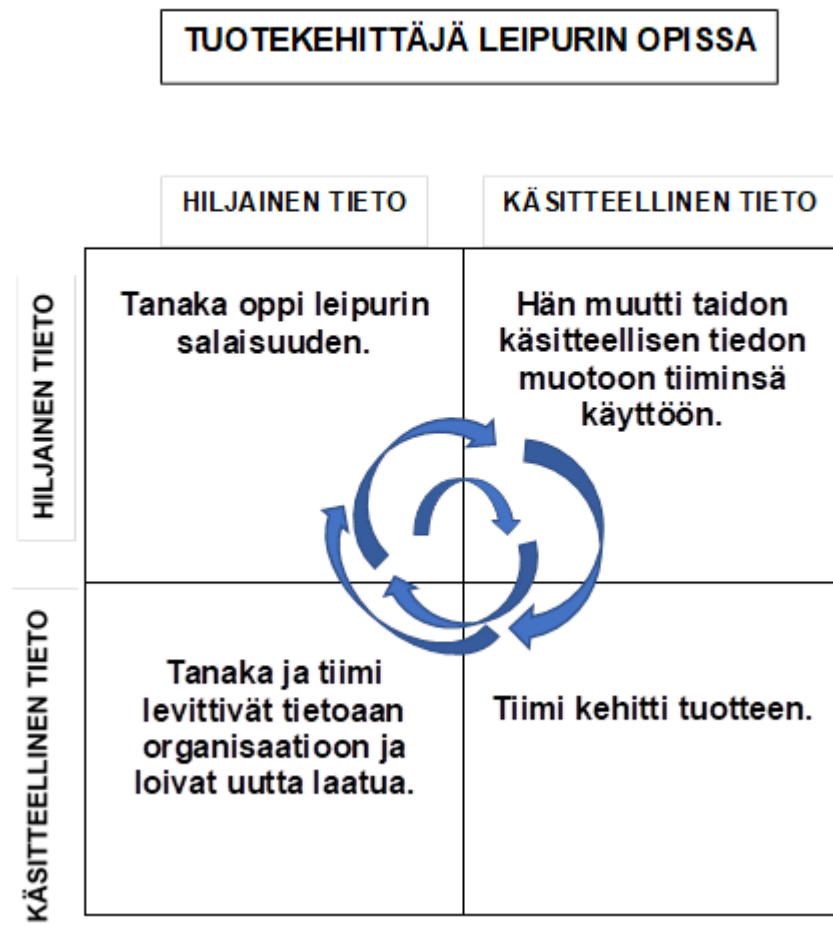 TUOTEKEHITTÄJÄ LEIPURIN OPISSA
HILJAINEN TIETO
KÄSITTEELLINEN TIETO
HILJAINEN TIETO
Tanaka oppi leipurin
salaisuuden.
Hän muutti taidon
käsitteellisen tiedon
muotoon tiiminsä
käyttöön.
KÄSITTEELLINEN TIETO
Tanaka ja tiimi
levittivät tietoaan
organisaatioon ja
loivat uutta laatua.
Tiimi kehitti tuotteen.